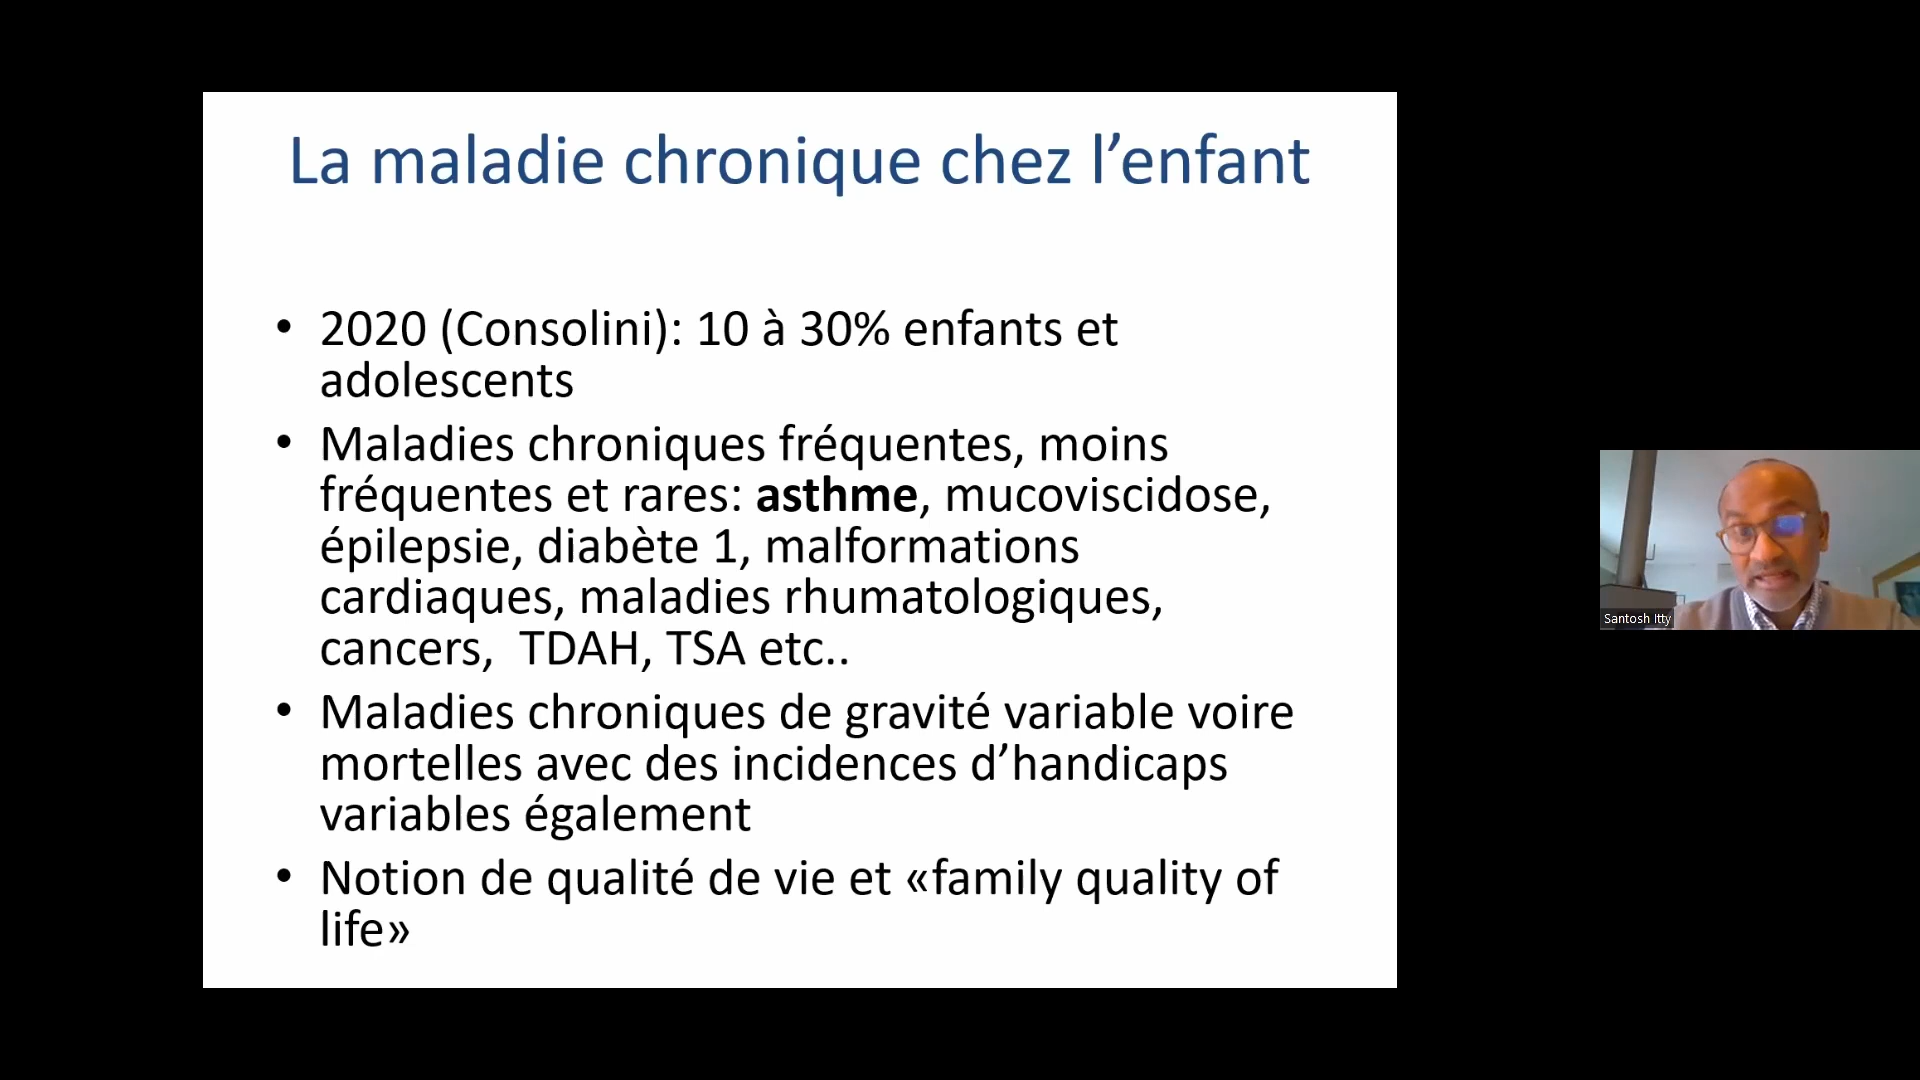 La maladie chronique chez l’enfant
• 2020 (Consolini): 10 à 30% enfants et
adolescents
• Maladies chroniques fréquentes, moins
fréquentes et rares: asthme, mucoviscidose,
épilepsie, diabète 1, malformations
cardiaques, maladies rhumatologiques,
cancers,  TDAH, TSA etc..
• Maladies chroniques de gravité variable voire
mortelles avec des incidences d’handicaps
variables également
• Notion de qualité de vie et «family quality of
life»
Santosh Itty